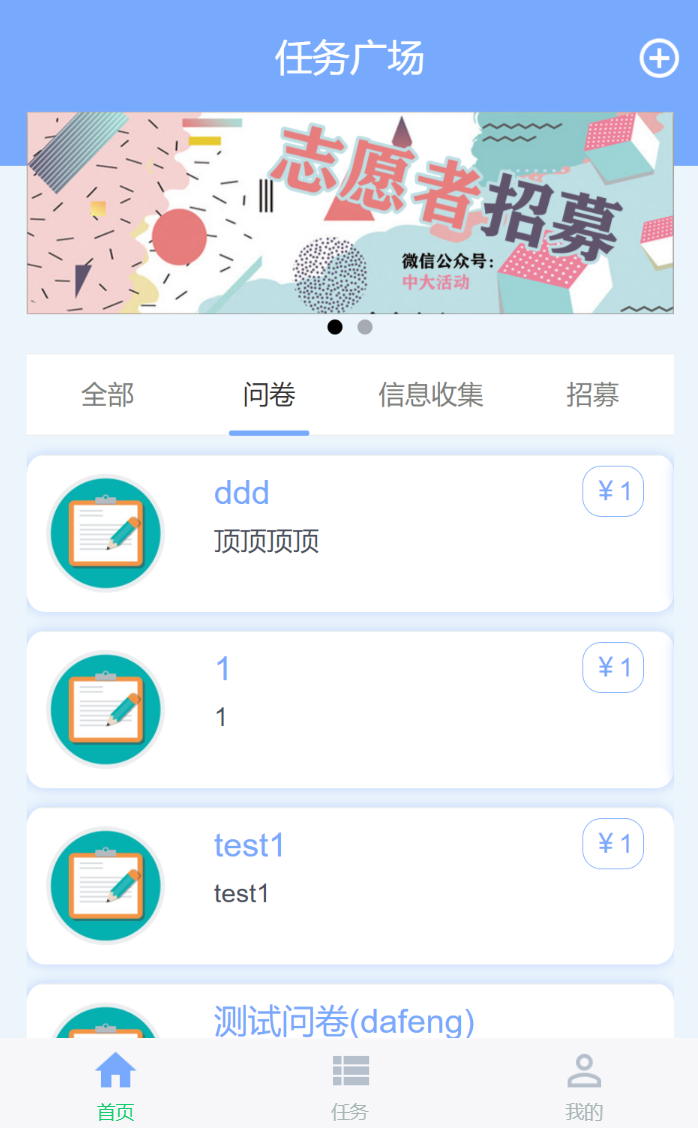 任务广场
志愿者招募
微信公众号:
中大活动
全部 问卷 信息收集 招募
ddd
¥ 1
顶顶顶顶
1
¥ 1
1
test1
¥ 1
test1
测试问卷(dafeng)
首页 任务 我的